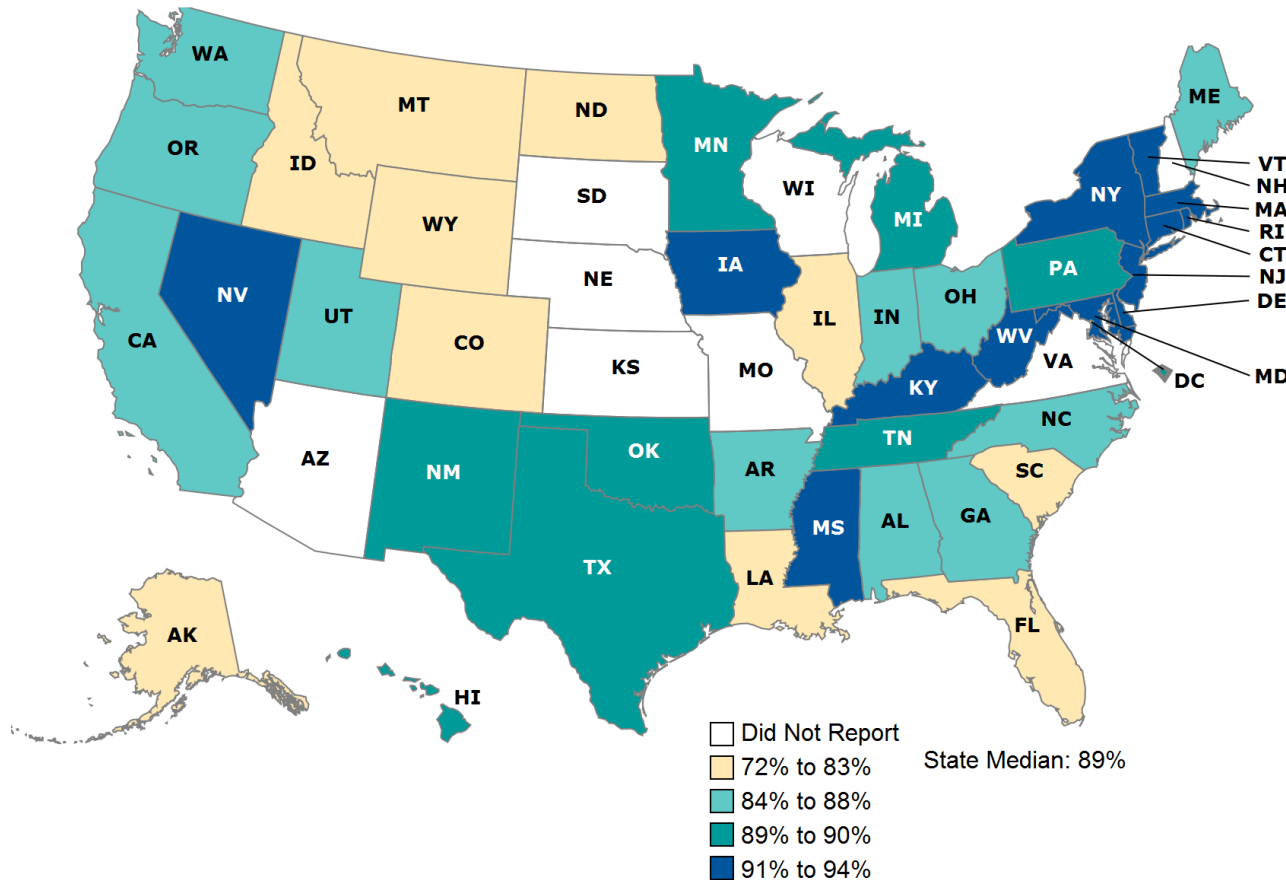 WA
ME
MT
ND
MN
OR
ID
VT
WI
NH
SD
MI
NY
MA
WY
RI
CT
IA
PA
NJ
NE
NV
OH
DE
UT
IL
IN
CA
CO
WV
VA
KS
MO
MD
DC
KY
NC
TN
AZ
OK
NM
AR
SC
MS
AL
GA
TX
LA
FL
AK
HI
Did Not Report
72% to 83%
State Median: 89%
84% to 88%
89% to 90%
91% to 94%